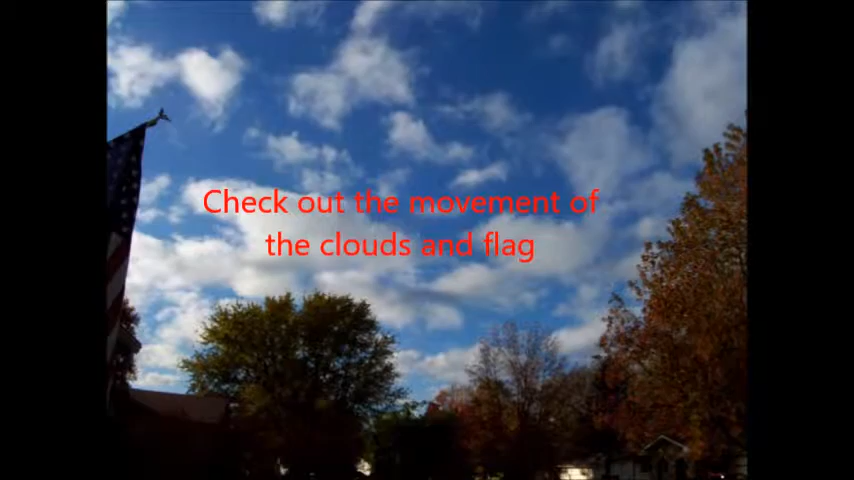 Check out the movement of
the clouds and flag